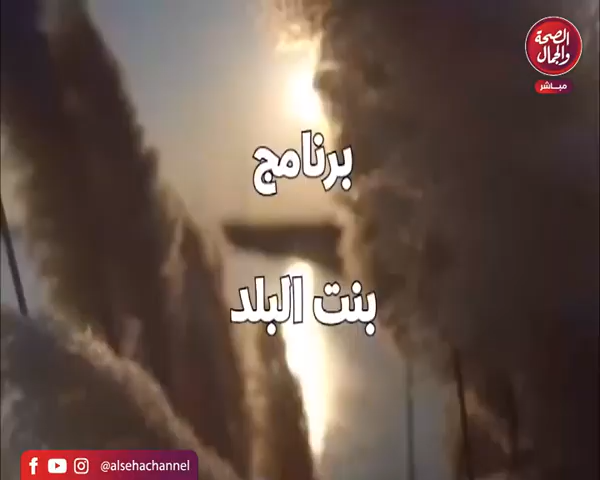 الصحة
والجمال
مباشر
برنامج
بنت البلد
@alsehachannel